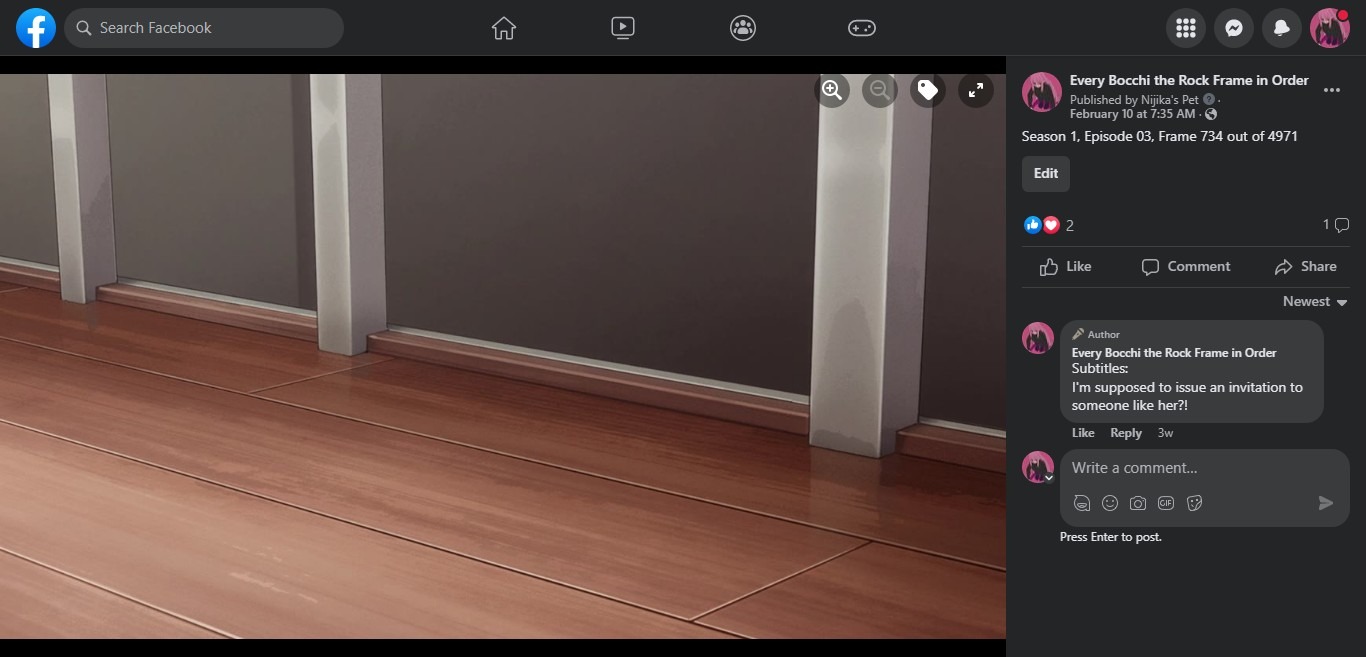 Search Facebook
Every Bocchi the Rock Frame in Order
Published by Nijika's Pet ·
February 10 at 7:35 AM ·
Season 1, Episode 03, Frame 734 out of 4971
Edit
2
1
Like
Comment
Share
Newest
Author
Every Bocchi the Rock Frame in Order
Subtitles:
I'm supposed to issue an invitation to
someone like her?!
Like Reply 3w
Write a comment...
GIF
Press Enter to post.